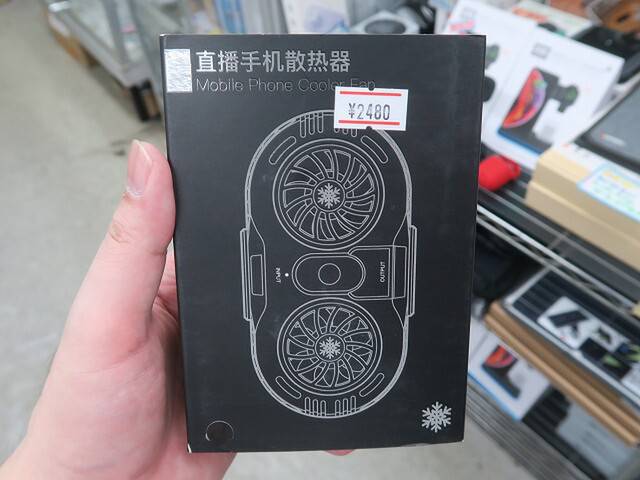 直播手机散热器
Mobile Phone Cooler Fan
¥2480
INPUT
OUTPUT